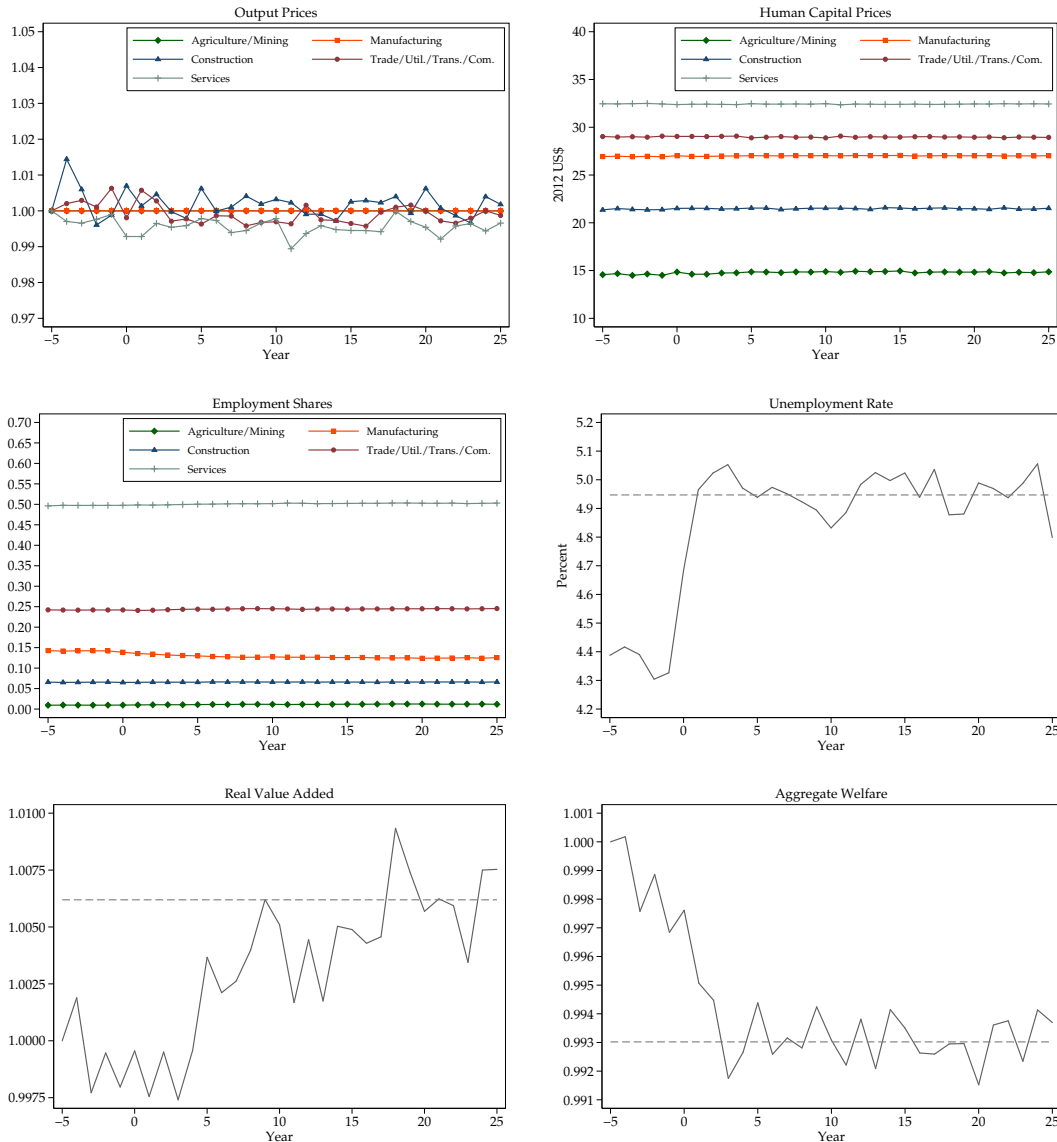 Output Prices
1.05
1.04
1.03
1.02
1.01
1.00
0.99
0.98
0.97
Agriculture/Mining
Manufacturing
Construction
Trade/Util./Trans./Com.
Services
−5 0 5 10 15 20 25
Year
Human Capital Prices
2012 US$
40
35
30
25
20
15
10
Agriculture/Mining
Manufacturing
Construction
Trade/Util./Trans./Com.
Services
−5 0 5 10 15 20 25
Year
Employment Shares
0.70
0.65
0.60
0.55
0.50
0.45
0.40
0.35
0.30
0.25
0.20
0.15
0.10
0.05
0.00
Agriculture/Mining
Manufacturing
Construction
Trade/Util./Trans./Com.
Services
−5 0 5 10 15 20 25
Year
Unemployment Rate
Percent
5.2
5.1
5.0
4.9
4.8
4.7
4.6
4.5
4.4
4.3
4.2
−5 0 5 10 15 20 25
Year
Real Value Added
1.0100
1.0075
1.0050
1.0025
1.0000
0.9975
−5 0 5 10 15 20 25
Year
Aggregate Welfare
1.001
1.000
0.999
0.998
0.997
0.996
0.995
0.994
0.993
0.992
0.991
−5 0 5 10 15 20 25
Year